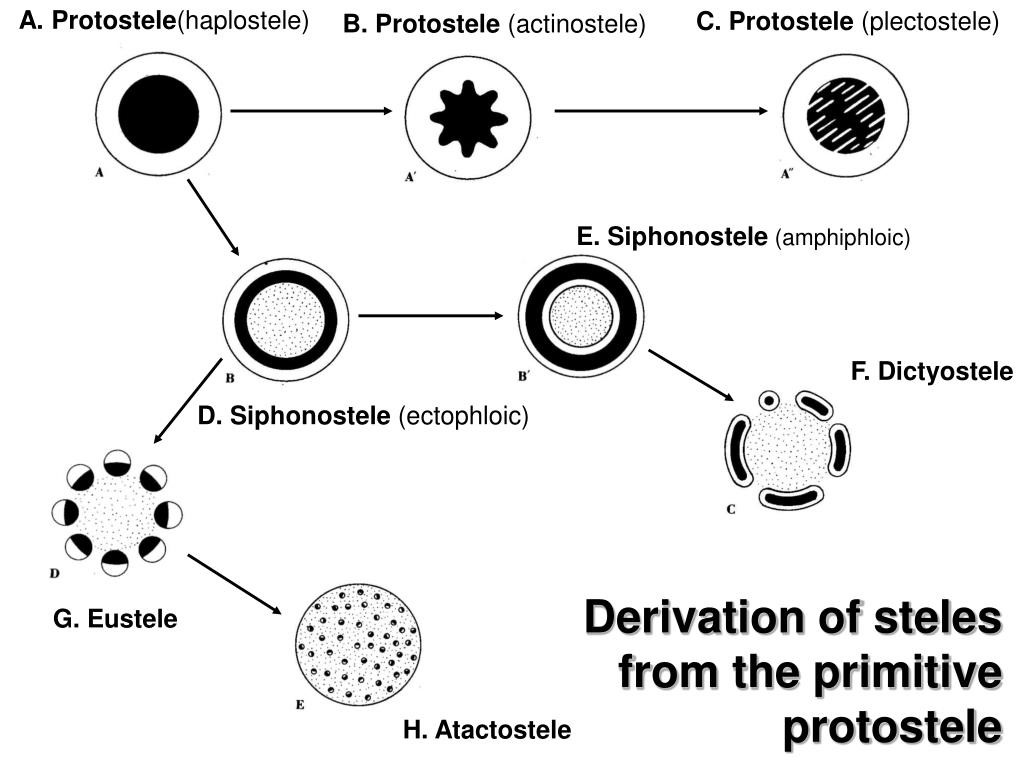 A. Protostele(haplostele)
B. Protostele (actinostele)
C. Protostele (plectostele)
A
A′
A″
E. Siphonostele (amphiphloic)
B
B′
F. Dictyostele
D. Siphonostele (ectophloic)
C
D
G. Eustele
E
H. Atactostele
Derivation of steles
from the primitive
protostele